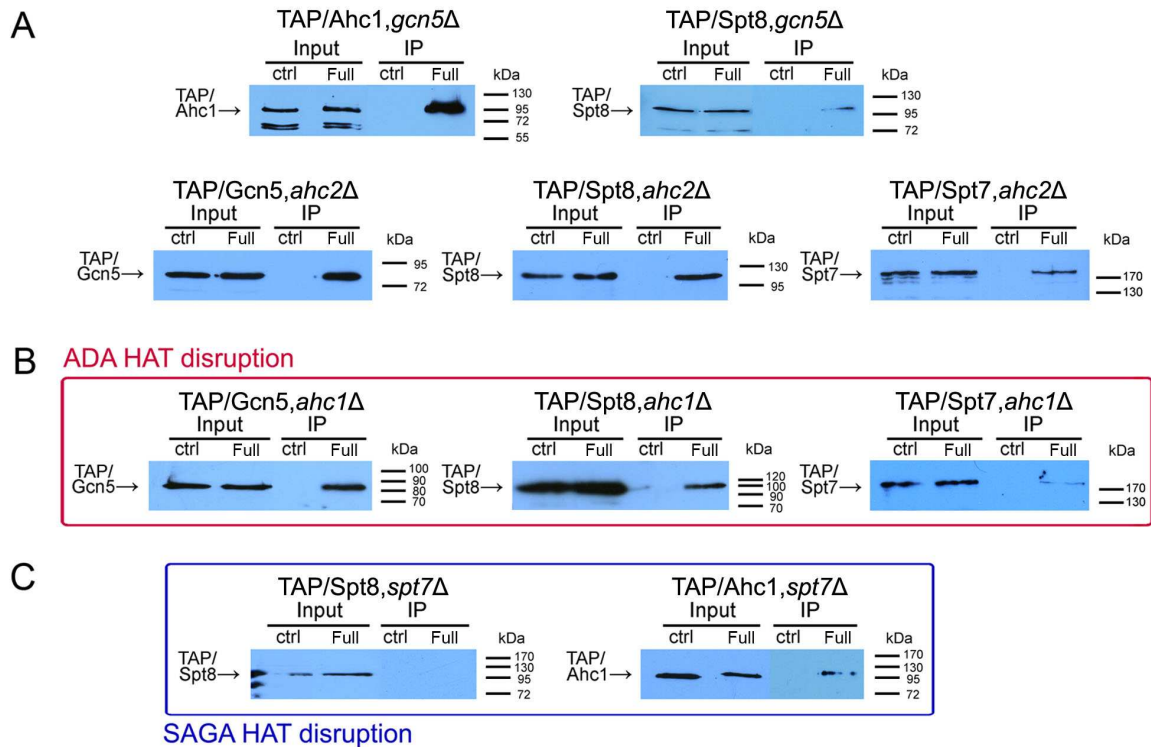 A
TAP/Ahc1,gcn5Δ
Input IP
ctrl Full ctrl Full kDa
TAP/
Ahc1→
130
95
72
55
TAP/Spt8,gcn5Δ
Input IP
ctrl Full ctrl Full kDa
TAP/
Spt8→
130
95
72
TAP/Gcn5,ahc2Δ
Input IP
ctrl Full ctrl Full kDa
TAP/
Gcn5→
95
72
TAP/Spt8,ahc2Δ
Input IP
ctrl Full ctrl Full kDa
TAP/
Spt8→
130
95
TAP/Spt7,ahc2Δ
Input IP
ctrl Full ctrl Full kDa
TAP/
Spt7→
170
130
B
ADA HAT disruption
TAP/Gcn5,ahc1Δ
Input IP
ctrl Full ctrl Full kDa
TAP/
Gcn5→
100
90
80
70
TAP/Spt8,ahc1Δ
Input IP
ctrl Full ctrl Full kDa
TAP/
Spt8→
120
100
90
70
TAP/Spt7,ahc1Δ
Input IP
ctrl Full ctrl Full kDa
TAP/
Spt7→
170
130
C
TAP/Spt8,spt7Δ
Input IP
ctrl Full ctrl Full kDa
TAP/
Spt8→
170
130
95
72
TAP/Ahc1,spt7Δ
Input IP
ctrl Full ctrl Full kDa
TAP/
Ahc1→
170
130
95
72
SAGA HAT disruption